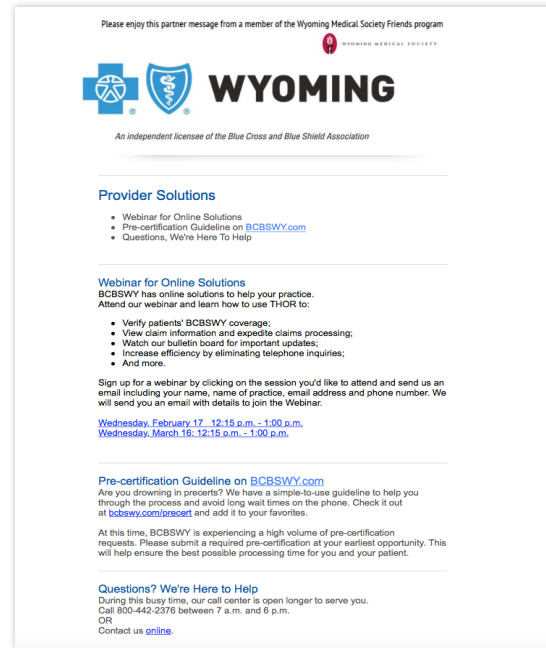 Please enjoy this partner message from a member of the Wyoming Medical Society Friends program
WYOMING MEDICAL SOCIETY
WYOMING
An independent licensee of the Blue Cross and Blue Shield Association
Provider Solutions
• Webinar for Online Solutions
• Pre-certification Guideline on BCBSWY.com
• Questions, We're Here To Help
Webinar for Online Solutions
BCBSWY has online solutions to help your practice.
Attend our webinar and learn how to use THOR to:
• Verify patients' BCBSWY coverage;
• View claim information and expedite claims processing;
• Watch our bulletin board for important updates;
• Increase efficiency by eliminating telephone inquiries;
• And more.
Sign up for a webinar by clicking on the session you'd like to attend and send us an
email including your name, name of practice, email address and phone number. We
will send you an email with details to join the Webinar.
Wednesday, February 17  12:15 p.m. - 1:00 p.m.
Wednesday, March 16; 12:15 p.m. - 1:00 p.m.
Pre-certification Guideline on BCBSWY.com
Are you drowning in precerts? We have a simple-to-use guideline to help you
through the process and avoid long wait times on the phone. Check it out
at bcbswy.com/precert and add it to your favorites.
At this time, BCBSWY is experiencing a high volume of pre-certification
requests. Please submit a required pre-certification at your earliest opportunity. This
will help ensure the best possible processing time for you and your patient.
Questions? We're Here to Help
During this busy time, our call center is open longer to serve you.
Call 800-442-2376 between 7 a.m. and 6 p.m.
OR
Contact us online.